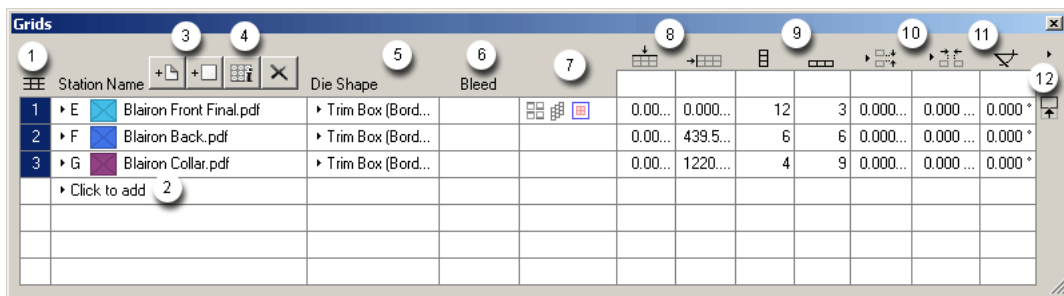 Grids
3 4 5 6 7 8 9 10 11
1 Station Name Die Shape Bleed 12
1 E Blairon Front Final.pdf Trim Box (Bord... 0.00... 0.000... 12 3 0.000... 0.000 ... 0.000 °
2 F Blairon Back.pdf Trim Box (Bord... 0.00... 439.5... 6 6 0.000... 0.000 ... 0.000 °
3 G Blairon Collar.pdf Trim Box (Bord... 0.00... 1220.... 4 9 0.000... 0.000 ... 0.000 °
Click to add 2